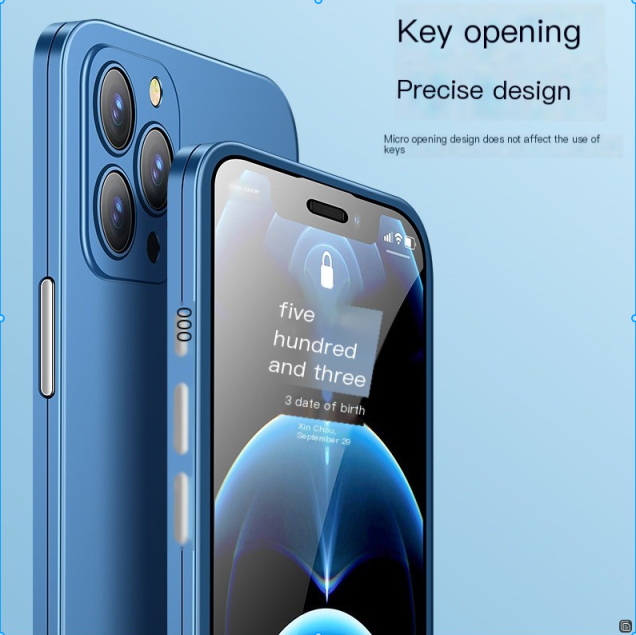 Key opening
Precise design
Micro opening design does not affect the use of
keys
000
five
hundred
and three
3 date of birth
Xin Chou,
September 29